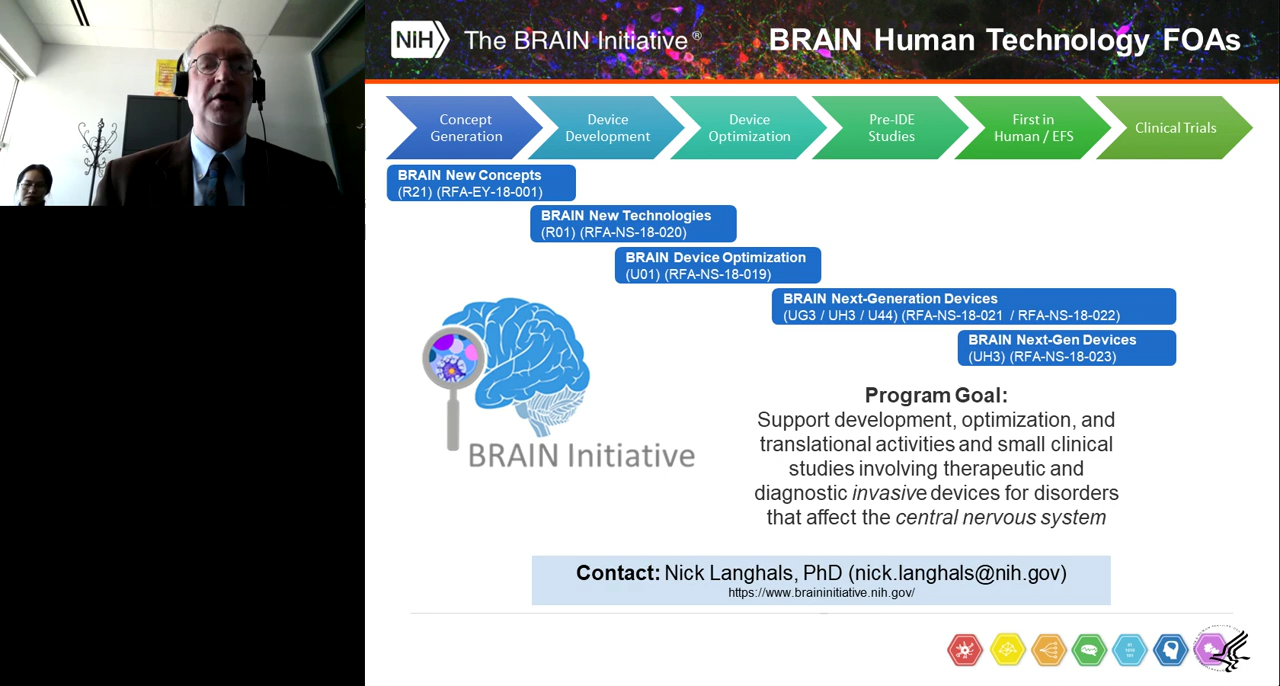 NIH The BRAIN Initiative®
BRAIN Human Technology FOAs
Concept
Generation
Device
Development
Device
Optimization
Pre-IDE
Studies
First in
Human / EFS
Clinical Trials
BRAIN New Concepts
(R21) (RFA-EY-18-001)
BRAIN New Technologies
(R01) (RFA-NS-18-020)
BRAIN Device Optimization
(U01) (RFA-NS-18-019)
BRAIN Next-Generation Devices
(UG3 / UH3 / U44) (RFA-NS-18-021 / RFA-NS-18-022)
BRAIN Next-Gen Devices
(UH3) (RFA-NS-18-023)
BRAIN Initiative
Program Goal:
Support development, optimization, and
translational activities and small clinical
studies involving therapeutic and
diagnostic invasive devices for disorders
that affect the central nervous system
Contact: Nick Langhals, PhD (nick.langhals@nih.gov)
https://www.braininitiative.nih.gov/